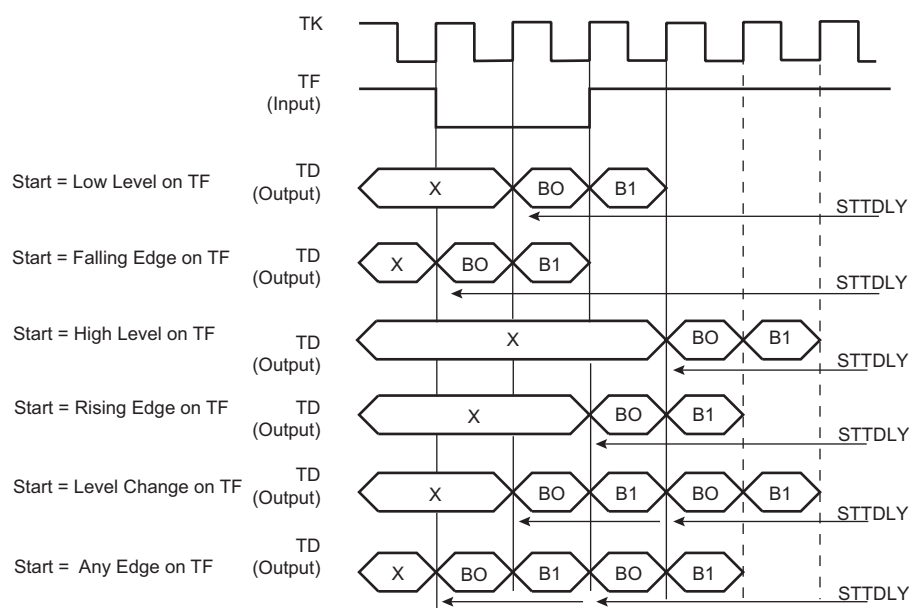 TK
TF
(Input)
Start = Low Level on TF
TD
(Output)
X
BO
B1
STTDLY
Start = Falling Edge on TF
TD
(Output)
X
BO
B1
STTDLY
Start = High Level on TF
TD
(Output)
X
BO
B1
STTDLY
Start = Rising Edge on TF
TD
(Output)
X
BO
B1
STTDLY
Start = Level Change on TF
TD
(Output)
X
BO
B1
BO
B1
STTDLY
Start = Any Edge on TF
TD
(Output)
X
BO
B1
BO
B1
STTDLY